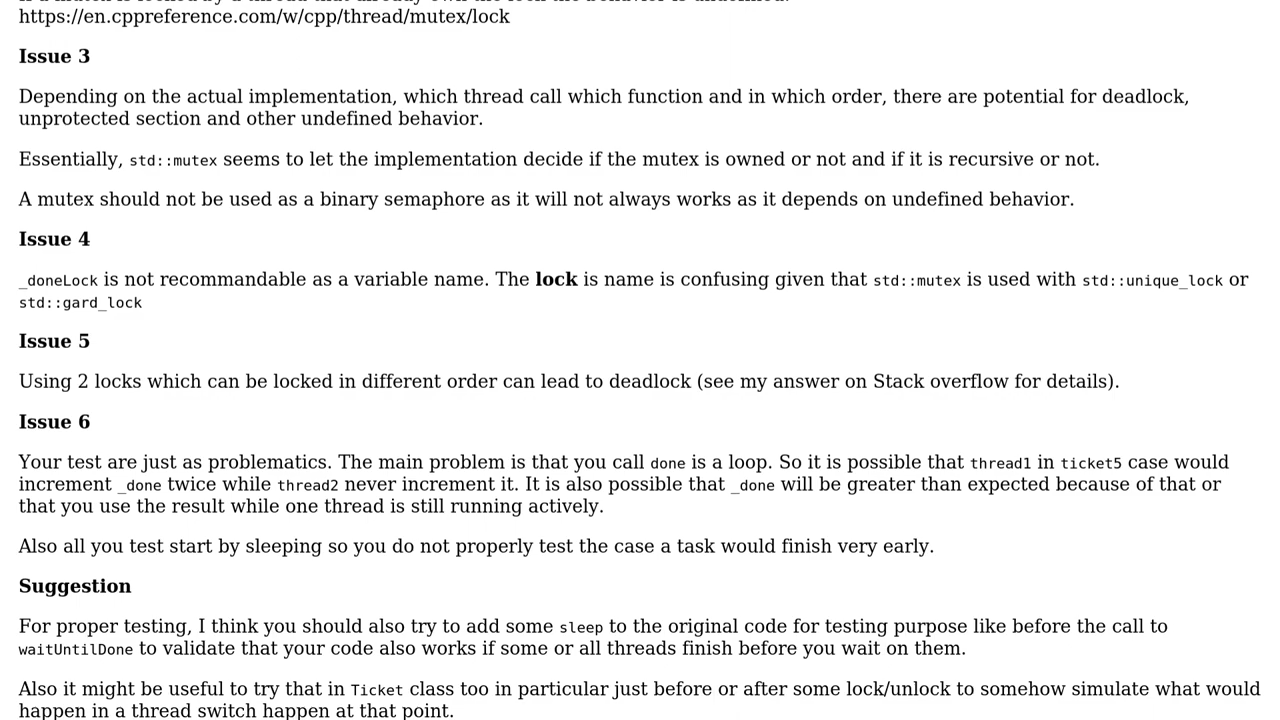 https://en.cppreference.com/w/cpp/thread/mutex/lock
Issue 3
Depending on the actual implementation, which thread call which function and in which order, there are potential for deadlock,
unprotected section and other undefined behavior.
Essentially, std::mutex seems to let the implementation decide if the mutex is owned or not and if it is recursive or not.
A mutex should not be used as a binary semaphore as it will not always works as it depends on undefined behavior.
Issue 4
_doneLock is not recommandable as a variable name. The lock is name is confusing given that std::mutex is used with std::unique_lock or
std::gard_lock
Issue 5
Using 2 locks which can be locked in different order can lead to deadlock (see my answer on Stack overflow for details).
Issue 6
Your test are just as problematics. The main problem is that you call done is a loop. So it is possible that thread1 in ticket5 case would
increment _done twice while thread2 never increment it. It is also possible that _done will be greater than expected because of that or
that you use the result while one thread is still running actively.
Also all you test start by sleeping so you do not properly test the case a task would finish very early.
Suggestion
For proper testing, I think you should also try to add some sleep to the original code for testing purpose like before the call to
waitUntilDone to validate that your code also works if some or all threads finish before you wait on them.
Also it might be useful to try that in Ticket class too in particular just before or after some lock/unlock to somehow simulate what would
happen in a thread switch happen at that point.